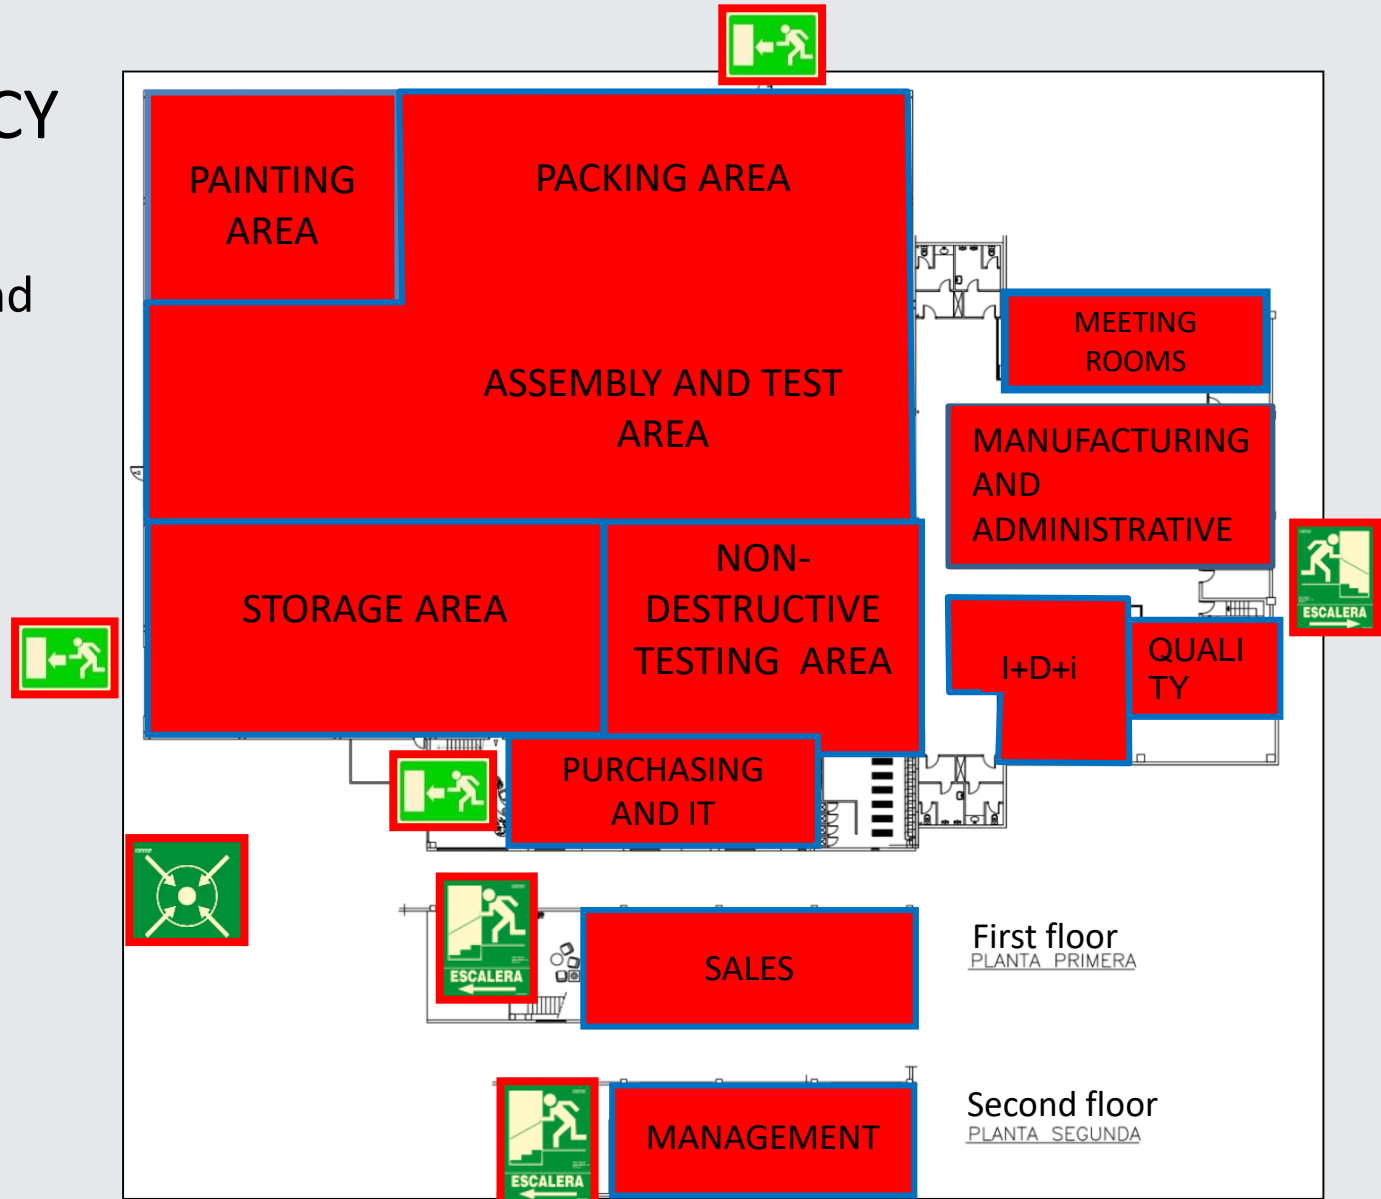 CY
nd
PAINTING
AREA
PACKING AREA
ASSEMBLY AND TEST
AREA
MEETING
ROOMS
MANUFACTURING
AND
ADMINISTRATIVE
STORAGE AREA
NON-
DESTRUCTIVE
TESTING AREA
I+D+i
QUALI
TY
ESCALERA
PURCHASING
AND IT
ESCALERA
SALES
First floor
PLANTA PRIMERA
ESCALERA
MANAGEMENT
Second floor
PLANTA SEGUNDA